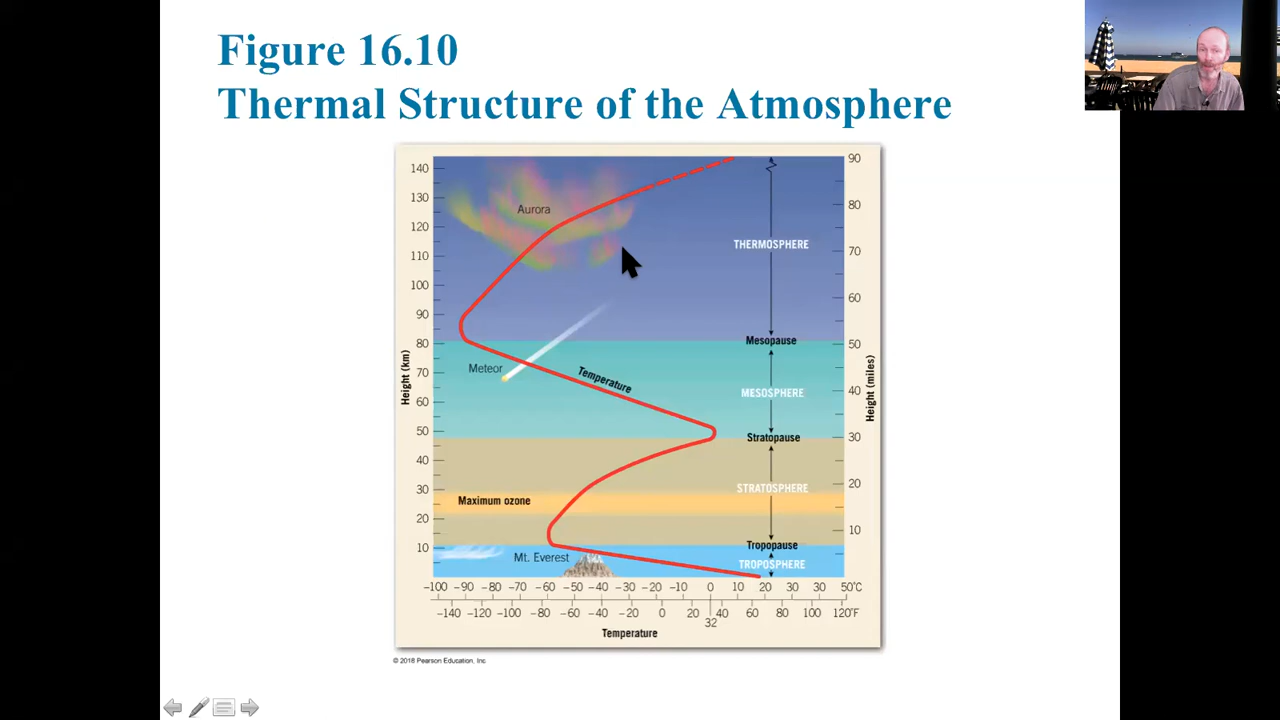 Figure 16.10
Thermal Structure of the Atmosphere
140
130
120
110
100
90
80
70
60
50
40
30
20
10
Height (km)
90
80
70
60
50
40
30
20
10
Height (miles)
Aurora
THERMOSPHERE
Mesopause
Meteor
Temperature
MESOSPHERE
Stratopause
STRATOSPHERE
Maximum ozone
Tropopause
Mt. Everest
TROPOSPHERE
-100 -90 -80 -70 -60 -50 -40 -30 -20 -10 0 10 20 30 30 50°C
-140 -120 -100 -80 -60 -40 -20 0 20 40 60 80 100 120°F
32
Temperature
© 2018 Pearson Education, Inc